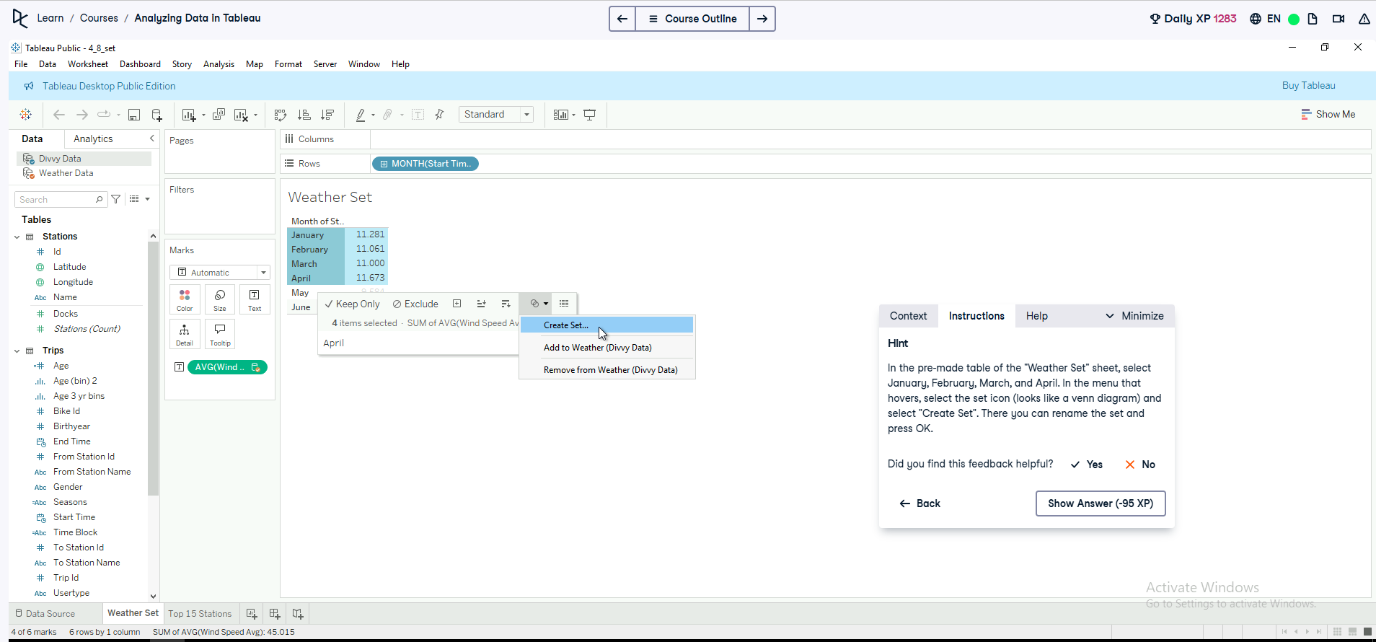 Learn / Courses / Analyzing Data in Tableau
Course Outline
Daily XP 1283 EN
Tableau Public - 4_8_set
File Data Worksheet Dashboard Story Analysis Map Format Server Window Help
Tableau Desktop Public Edition
Buy Tableau
Standard
Show Me
Data Analytics
Divvy Data
Weather Data
Search
Tables
Stations
Id
Latitude
Longitude
Abc Name
Docks
Stations (Count)
Trips
Age
Age (bin) 2
Age 3 yr bins
Bike Id
Birthyear
End Time
From Station Id
Abc From Station Name
Abc Gender
=Abc Seasons
Start Time
=Abc Time Block
To Station Id
Abc To Station Name
Trip Id
Abc Usertype
Pages
Filters
Marks
Automatic
Color Size Text
Detail Tooltip
AVG(Wind ..
Columns
Rows MONTH(Start Tim..
Weather Set
Month of St..
January 11.281
February 11.061
March 11.000
April 11.673
May
June
Keep Only Exclude
4 items selected · SUM of AVG(Wind Speed Av
April
Create Set...
Add to Weather (Divvy Data)
Remove from Weather (Divvy Data)
Context Instructions Help Minimize
Hint
In the pre-made table of the "Weather Set" sheet, select
January, February, March, and April. In the menu that
hovers, select the set icon (looks like a venn diagram) and
select "Create Set". There you can rename the set and
press OK.
Did you find this feedback helpful? Yes No
Back
Show Answer (-95 XP)
Activate Windows
Go to Settings to activate Windows.
Data Source Weather Set Top 15 Stations
4 of 6 marks 6 rows by 1 column SUM of AVG(Wind Speed Avg): 45.015